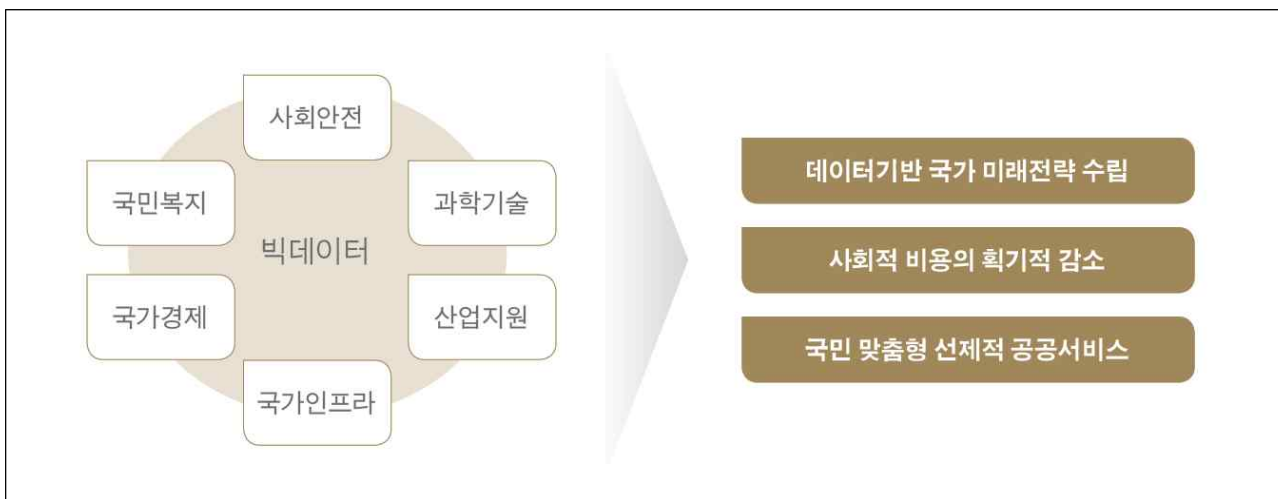 사회안전
국민복지
과학기술
빅데이터
국가경제
산업지원
국가인프라
데이터기반 국가 미래전략 수립
사회적 비용의 획기적 감소
국민 맞춤형 선제적 공공서비스